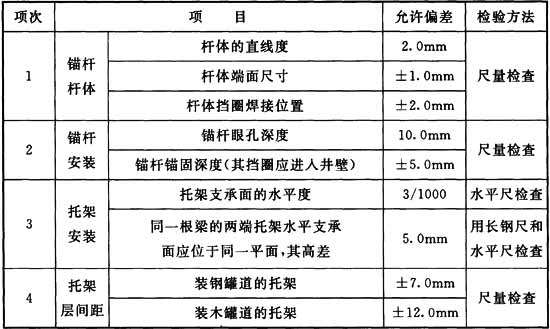 项次 项 目 允许偏差 检验方法
1 锚杆杆体 杆体的直线度 2.0mm 尺量检查
杆体端面尺寸 ±1.0mm
杆体挡圈焊接位置 ±2.0mm
2 锚杆安装 锚杆眼孔深度 10.0mm 尺量检查
锚杆锚固深度(其挡圈应进入井壁) ±5.0mm
3 托架安装 托架支承面的水平度 3/1000 水平尺检查
同一根梁的两端托架水平支承 用长钢尺和
面应位于同一平面,其高差 5.0mm 水平尺检查
4 托架层间距 装钢罐道的托架 ±7.0mm 尺量检查
装木罐道的托架 ±12.0mm